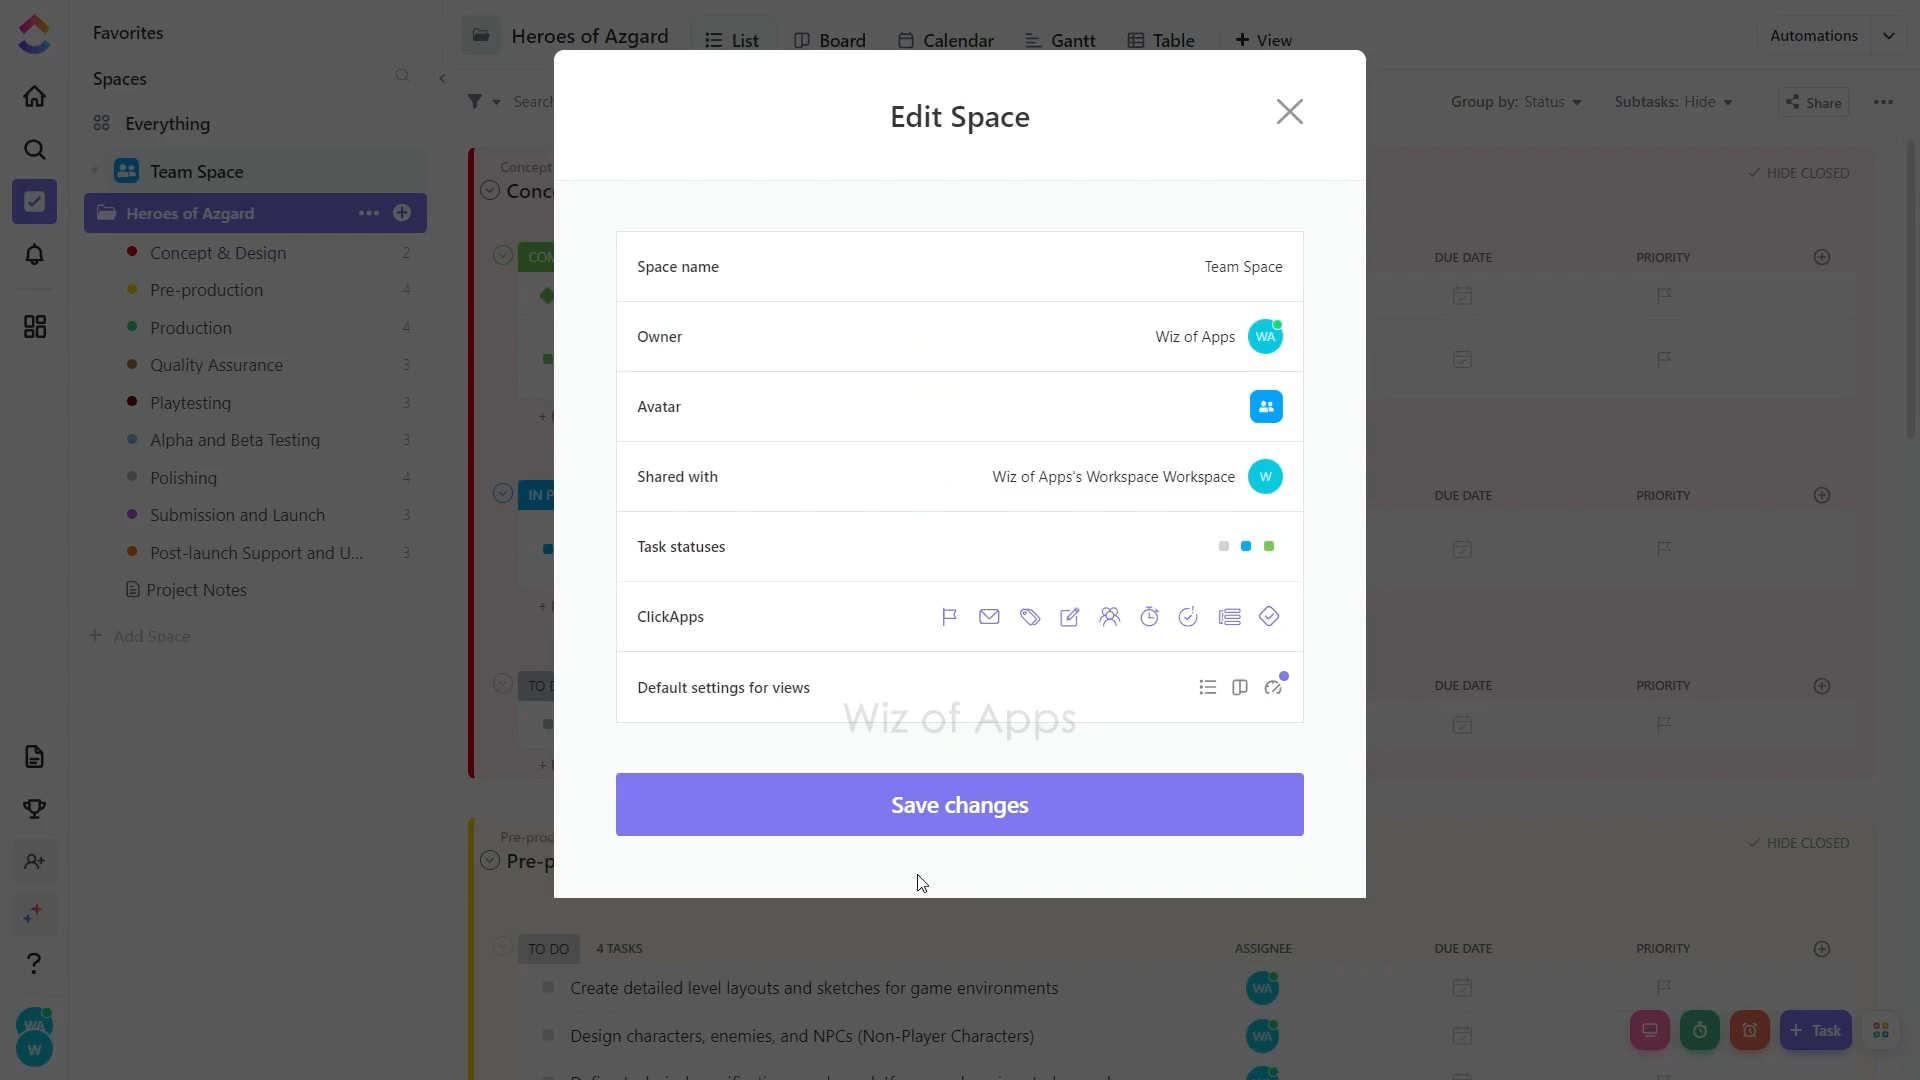 Favorites
Spaces
Everything
Team Space
Heroes of Azgard
Concept & Design 2
Pre-production 4
Production 4
Quality Assurance 3
Playtesting 3
Alpha and Beta Testing 3
Polishing 4
Submission and Launch 3
Post-launch Support and U... 3
Project Notes
+ Add Space
WA
W
Heroes of Azgard
List
Board
Calendar
Gantt
Table
+ View
Automations
Group by: Status
Subtasks: Hide
Share
Concept
HIDE CLOSED
DUE DATE
PRIORITY
DUE DATE
PRIORITY
DUE DATE
PRIORITY
Edit Space
Space name Team Space
Owner Wiz of Apps WA
Avatar
Shared with Wiz of Apps's Workspace Workspace W
Task statuses
ClickApps
Default settings for views
Wiz of Apps
Save changes
HIDE CLOSED
TO DO 4 TASKS ASSIGNEE DUE DATE PRIORITY
Create detailed level layouts and sketches for game environments WA
Design characters, enemies, and NPCs (Non-Player Characters) WA
+ Task